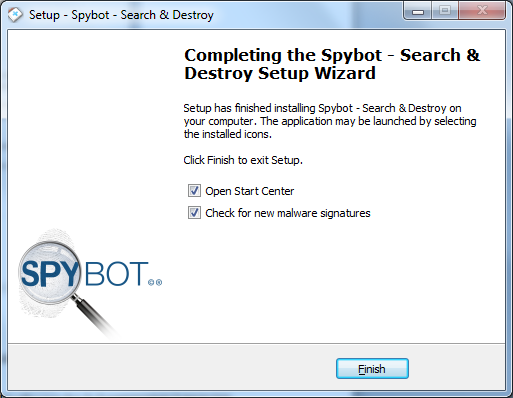 Setup - Spybot - Search & Destroy
Completing the Spybot - Search &
Destroy Setup Wizard
Setup has finished installing Spybot - Search & Destroy on
your computer. The application may be launched by selecting
the installed icons.
Click Finish to exit Setup.
Open Start Center
Check for new malware signatures
SPYBOT
Finish